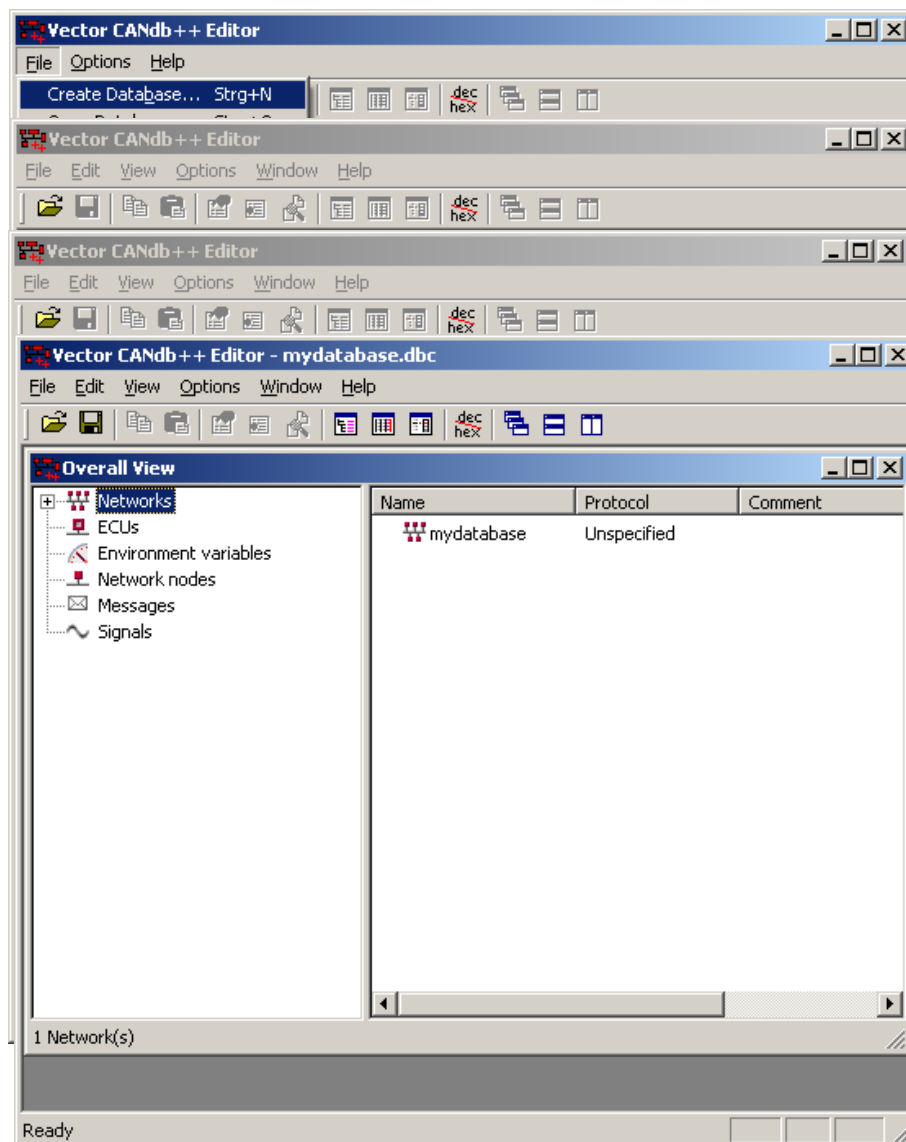 Vector CANdb++ Editor
File Options Help
Create Database... Strg+N
dec
hex
Vector CANdb++ Editor
File Edit View Options Window Help
dec
hex
Vector CANdb++ Editor
File Edit View Options Window Help
dec
hex
Vector CANdb++ Editor - mydatabase.dbc
File Edit View Options Window Help
dec
hex
Overall View
Networks
ECUs
Environment variables
Network nodes
Messages
Signals
Name Protocol Comment
mydatabase Unspecified
1 Network(s)
Ready